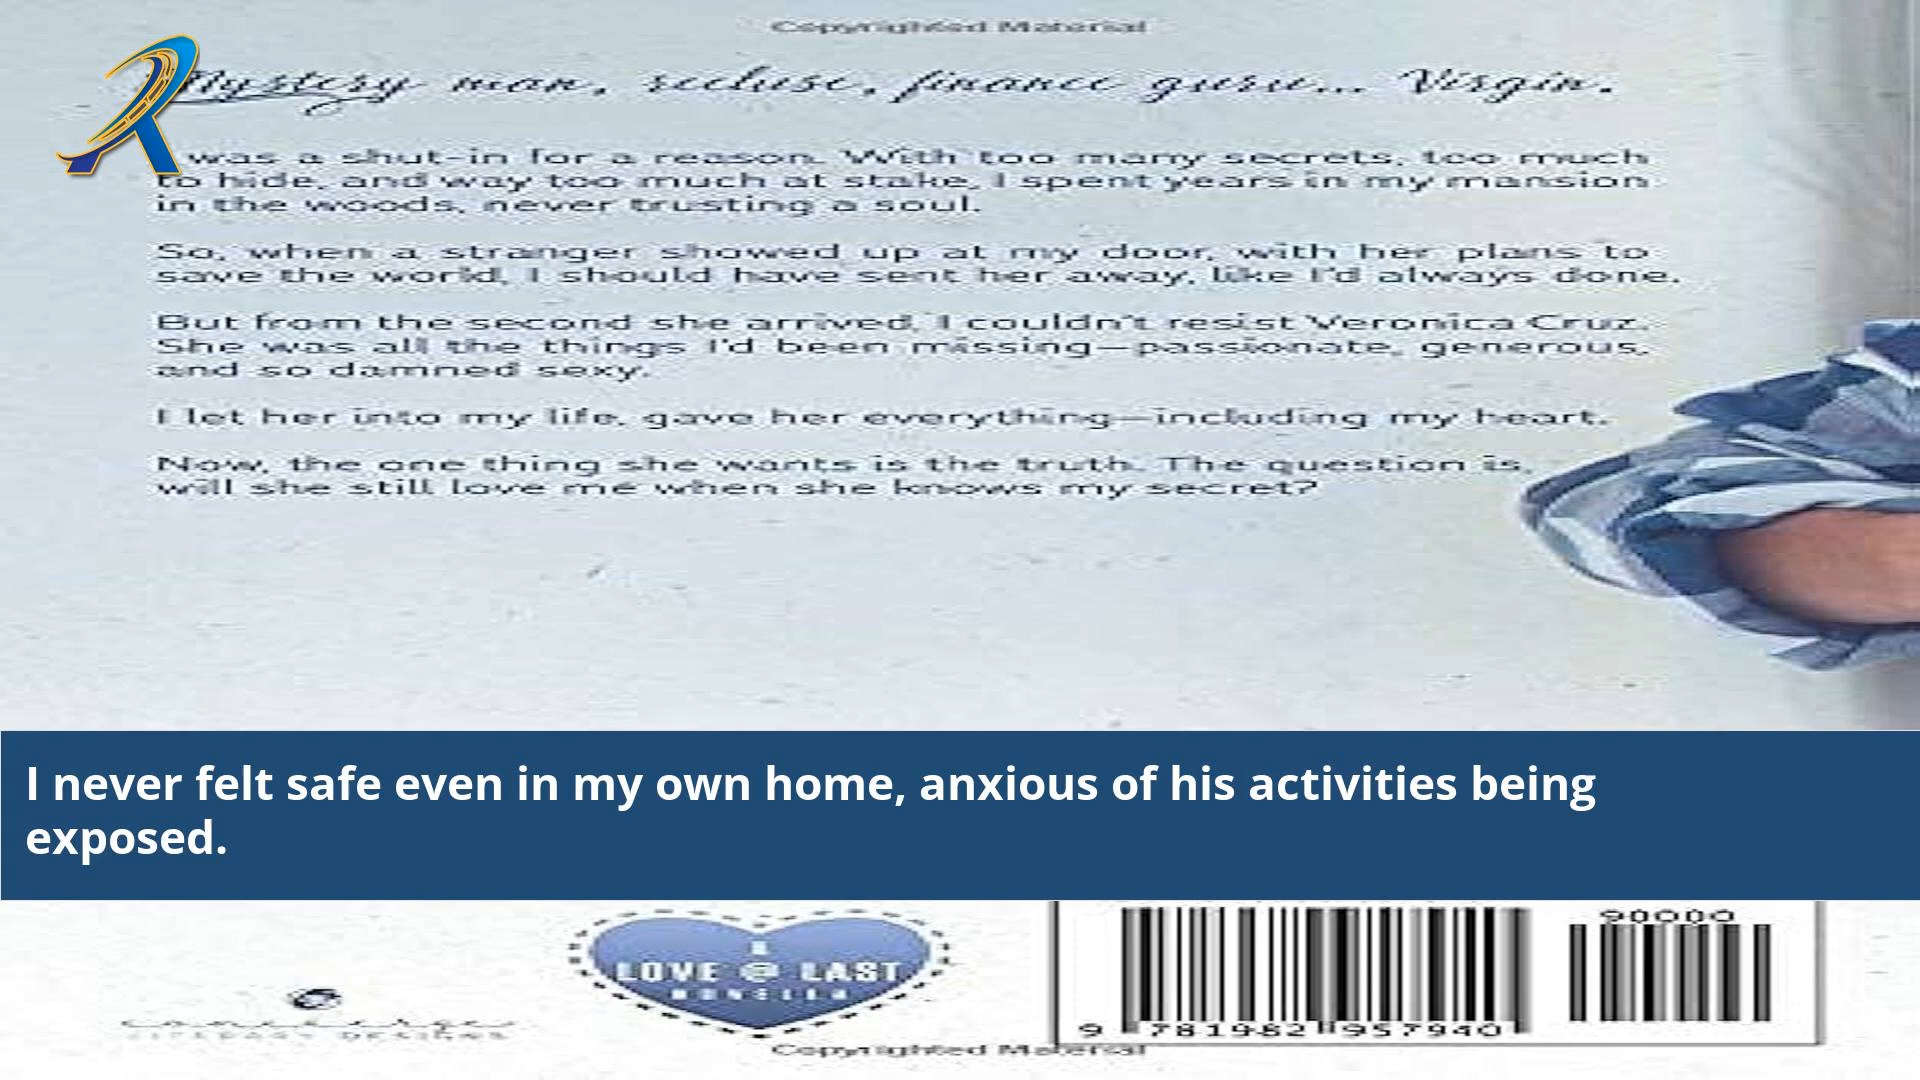 Copyrighted Material
Mystery man, recluse, finance guru... Virgin.
was a shut-in for a reason. With too many secrets, too much
to hide, and way too much at stake, I spent years in my mansion
in the woods, never trusting a soul.
So, when a stranger showed up at my door, with her plans to
save the world, I should have sent her away, like I'd always done.
But from the second she arrived, I couldn't resist Veronica Cruz.
She was all the things I'd been missing—passionate, generous,
and so damned sexy.
I let her into my life, gave her everything—including my heart.
Now, the one thing she wants is the truth. The question is,
will she still love me when she knows my secret?
I never felt safe even in my own home, anxious of his activities being
exposed.
90000
A
LOVE @ LAST
NOVELLA
LITERARY DESIGNS
9 781982 957940
Copyrighted Material